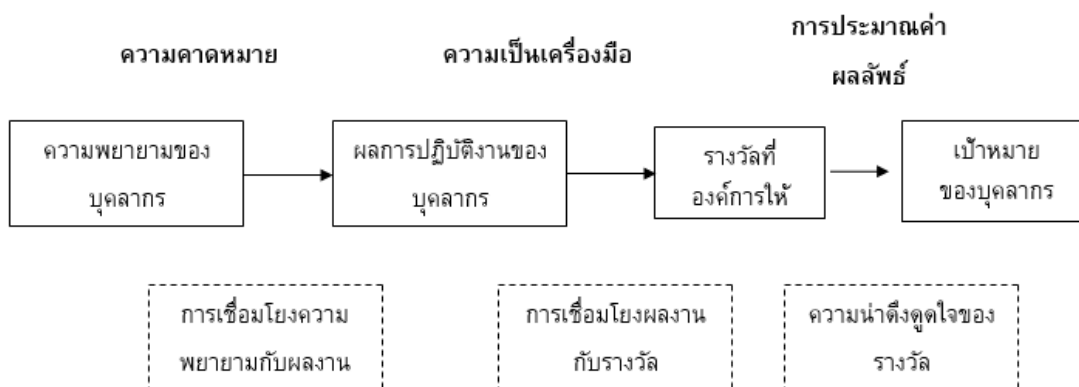 ความคาดหมาย
ความเป็นเครื่องมือ
การประมาณค่า
ผลลัพธ์
ความพยายามของ
บุคลากร
ผลการปฏิบัติงานของ
บุคลากร
รางวัลที่
องค์การให้
เป้าหมาย
ของบุคลากร
การเชื่อมโยงความ
พยายามกับผลงาน
การเชื่อมโยงผลงาน
กับรางวัล
ความน่าดึงดูดใจของ
รางวัล